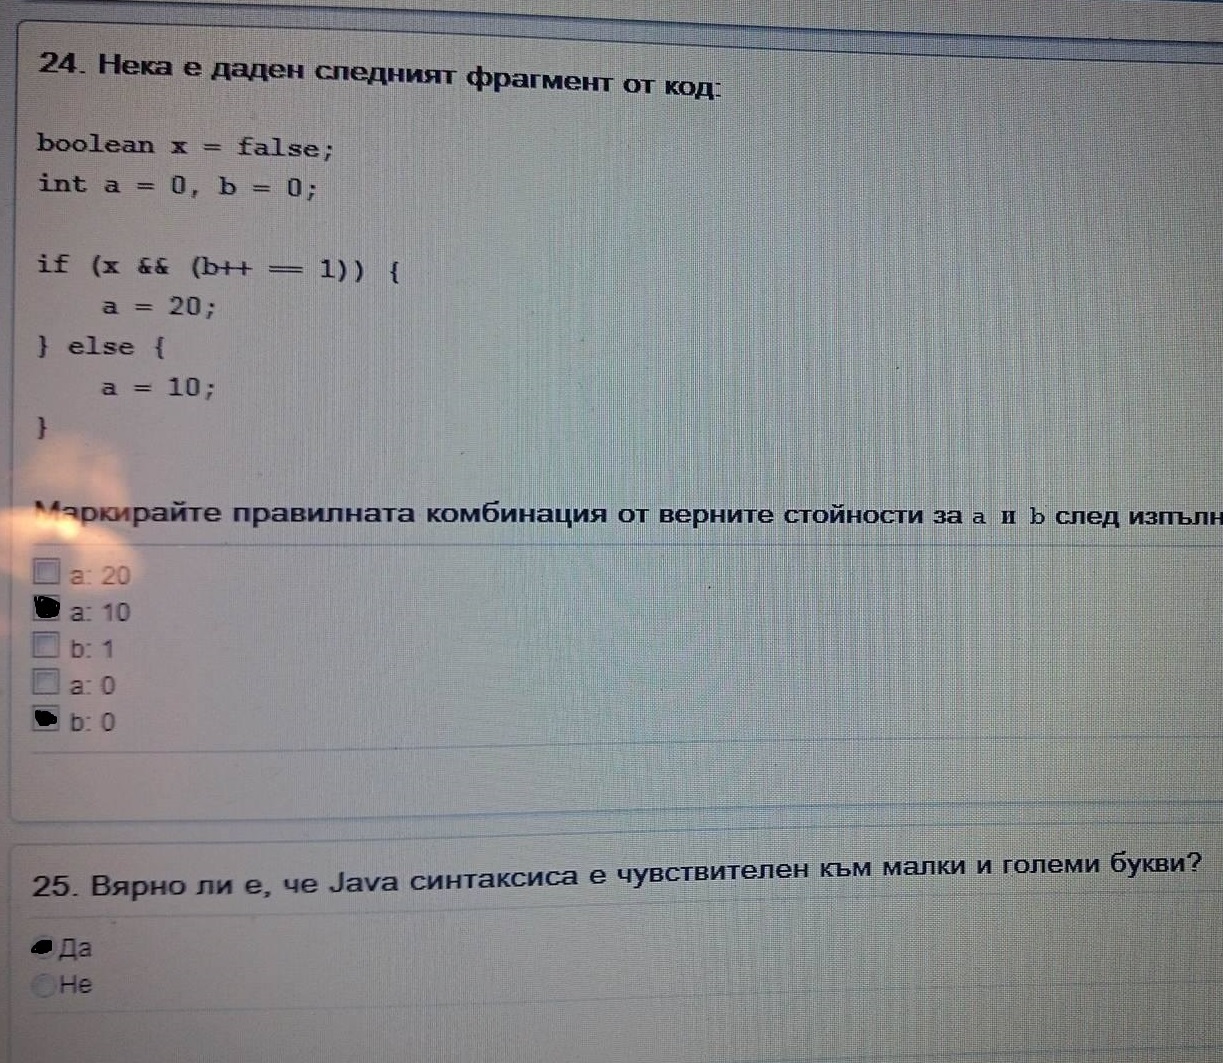 24. Нека е даден следният фрагмент от код:
boolean x = false;
int a = 0, b = 0;
if (x && (b++ == 1)) {
a = 20;
} else {
a = 10;
}
Маркирайте правилната комбинация от верните стойности за a и b след изпълн
a: 20
a: 10
b: 1
a: 0
b: 0
25. Вярно ли е, че Java синтаксиса е чувствителен към малки и големи букви?
Да
Не